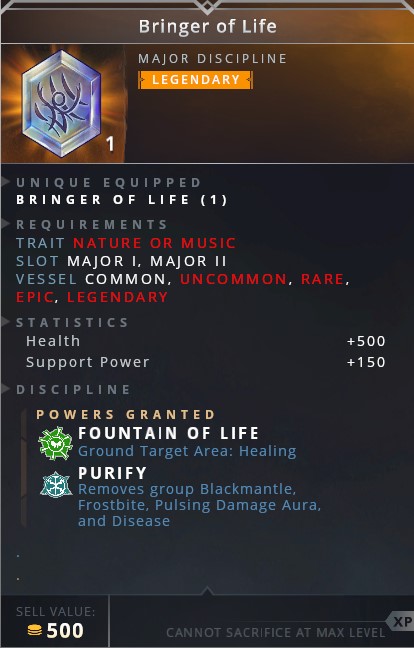 Bringer of Life
MAJOR DISCIPLINE
LEGENDARY
1
UNIQUE EQUIPPED
BRINGER OF LIFE (1)
REQUIREMENTS
TRAIT NATURE OR MUSIC
SLOT MAJOR I, MAJOR II
VESSEL COMMON, UNCOMMON, RARE,
EPIC, LEGENDARY
STATISTICS
Health +500
Support Power +150
DISCIPLINE
POWERS GRANTED
FOUNTAIN OF LIFE
Ground Target Area: Healing
PURIFY
Removes group Blackmantle,
Frostbite, Pulsing Damage Aura,
and Disease
.
.
SELL VALUE:
500
CANNOT SACRIFICE AT MAX LEVEL XP